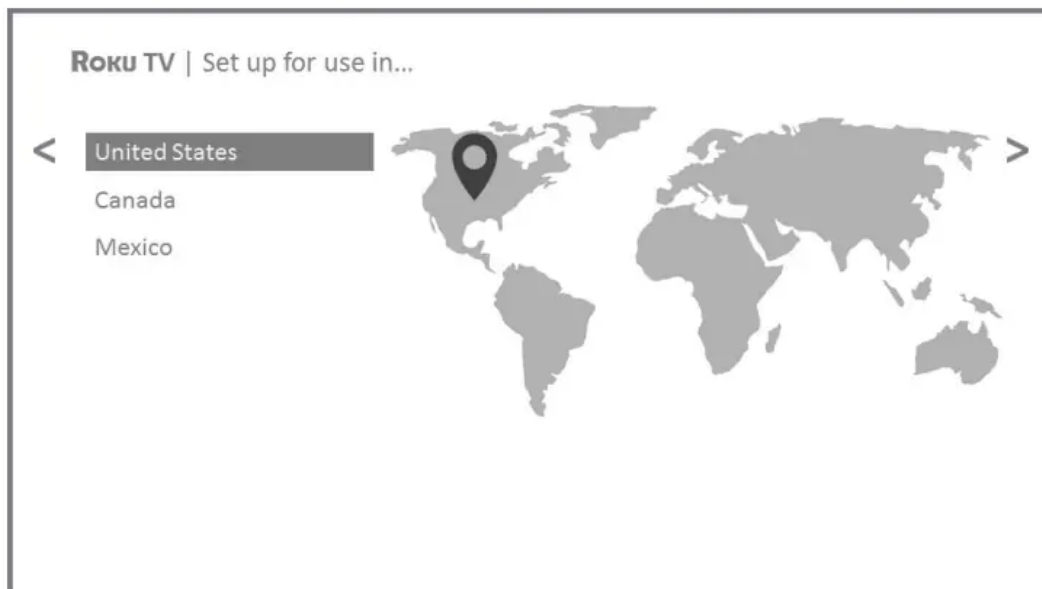 ROKU TV | Set up for use in...
<
United States
>
Canada
Mexico